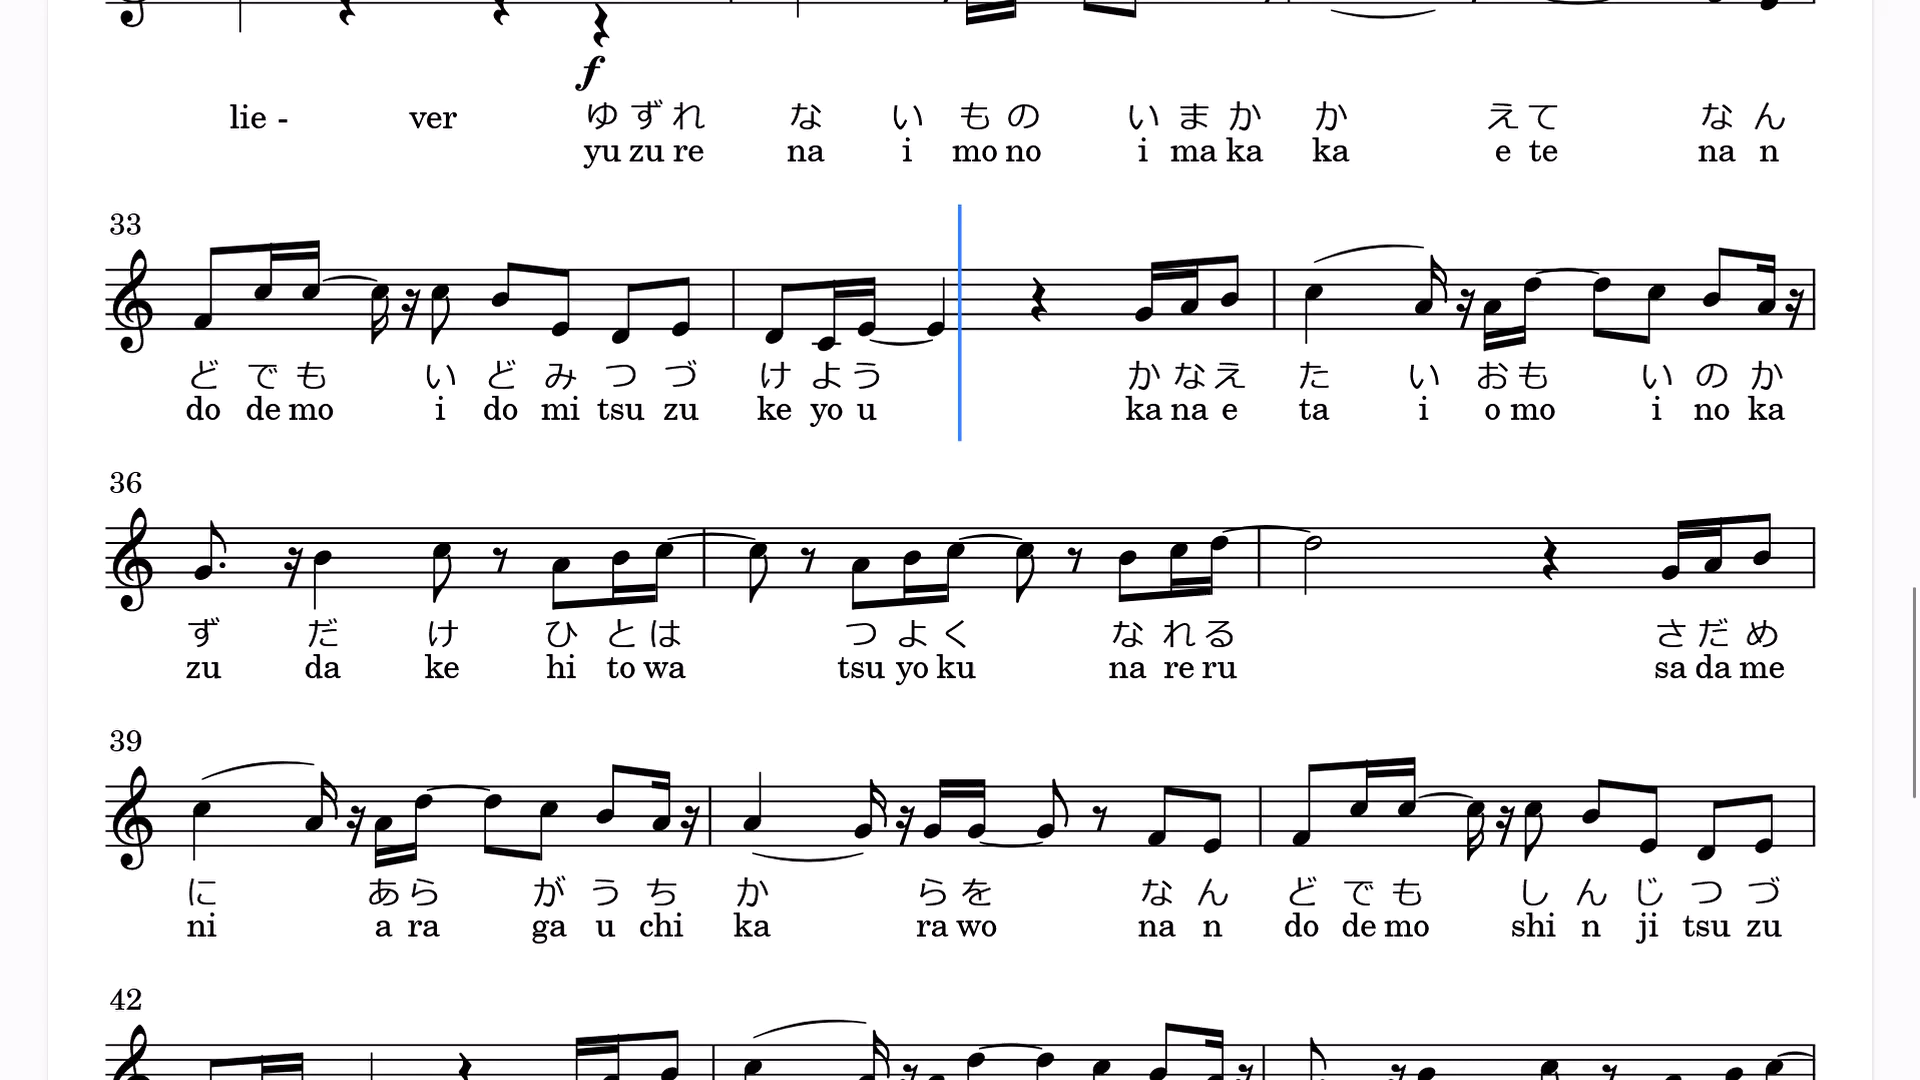 f
lie - ver ゆ ず れ な い も の い ま か か え て な ん
yu zu re na i mo no i ma ka ka e te na n
33
ど で も い ど み つ づ け よ う か な え た い お も い の か
do de mo i do mi tsu zu ke yo u ka na e ta i o mo i no ka
36
ず だ け ひ と は つ よ く な れ る さ だ め
zu da ke hi to wa tsu yo ku na re ru sa da me
39
に あ ら が う ち か ら を な ん ど で も し ん じ つ づ
ni a ra ga u chi ka ra wo na n do de mo shi n ji tsu zu
42